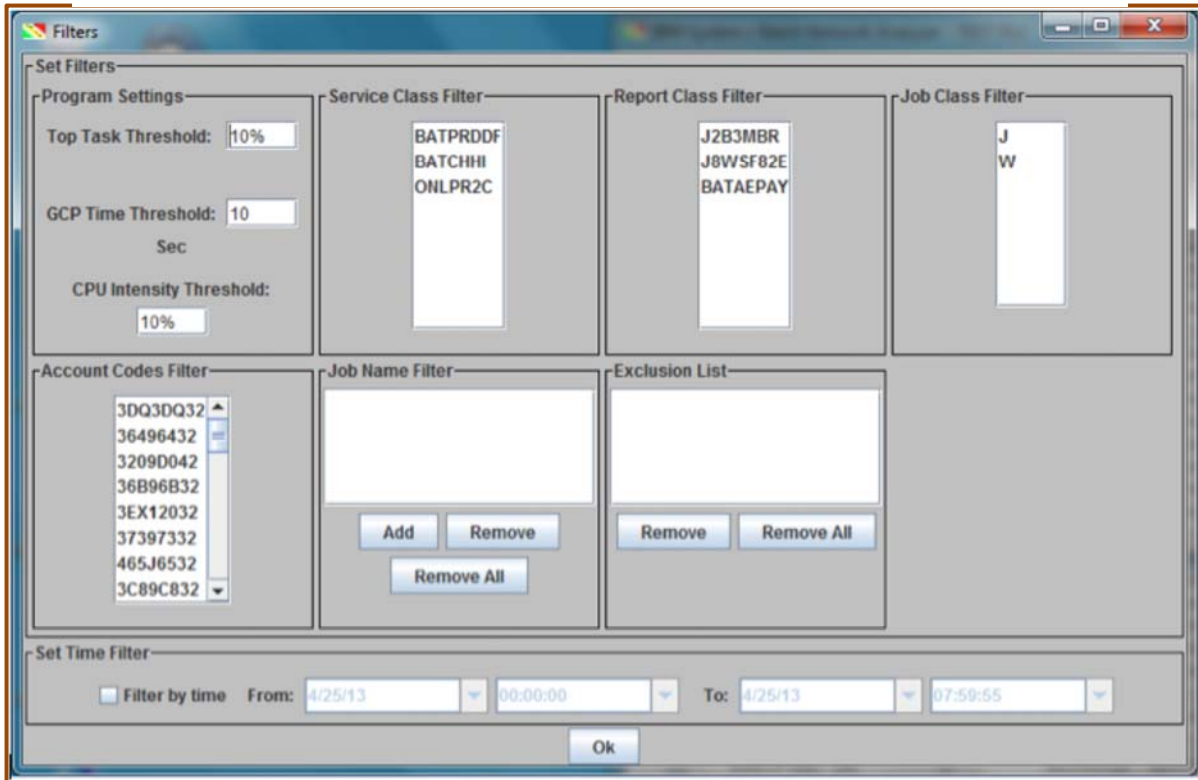 Filters
Set Filters
Program Settings
Top Task Threshold: 10%
GCP Time Threshold: 10
Sec
CPU Intensity Threshold:
10%
Service Class Filter
BATPRDDF
BATCHHI
ONLPR2C
Report Class Filter
J2B3MBR
J8WSF82E
BATAEPAY
Job Class Filter
J
W
Account Codes Filter
3DQ3DQ32
36496432
3209D042
36B96B32
3EX12032
37397332
465J6532
3C89C832
Job Name Filter
Add Remove
Remove All
Exclusion List
Remove Remove All
Set Time Filter
Filter by time From: 4/25/13 00:00:00 To: 4/25/13 07:59:55
Ok